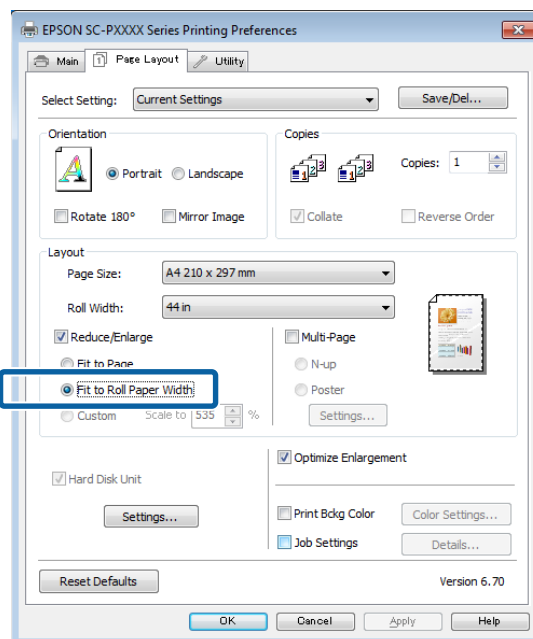 EPSON SC-PXXXX Series Printing Preferences
Main Page Layout Utility
Select Setting: Current Settings Save/Del...
Orientation Copies
Portrait Landscape Copies: 1
Rotate 180° Mirror Image Collate Reverse Order
Layout
Page Size: A4 210 x 297 mm
Roll Width: 44 in
Reduce/Enlarge Multi-Page
Fit to Page N-up
Fit to Roll Paper Width Poster
Custom Scale to 535 % Settings...
Optimize Enlargement
Hard Disk Unit
Settings... Print Bckg Color Color Settings...
Job Settings Details...
Reset Defaults Version 6.70
OK Cancel Apply Help